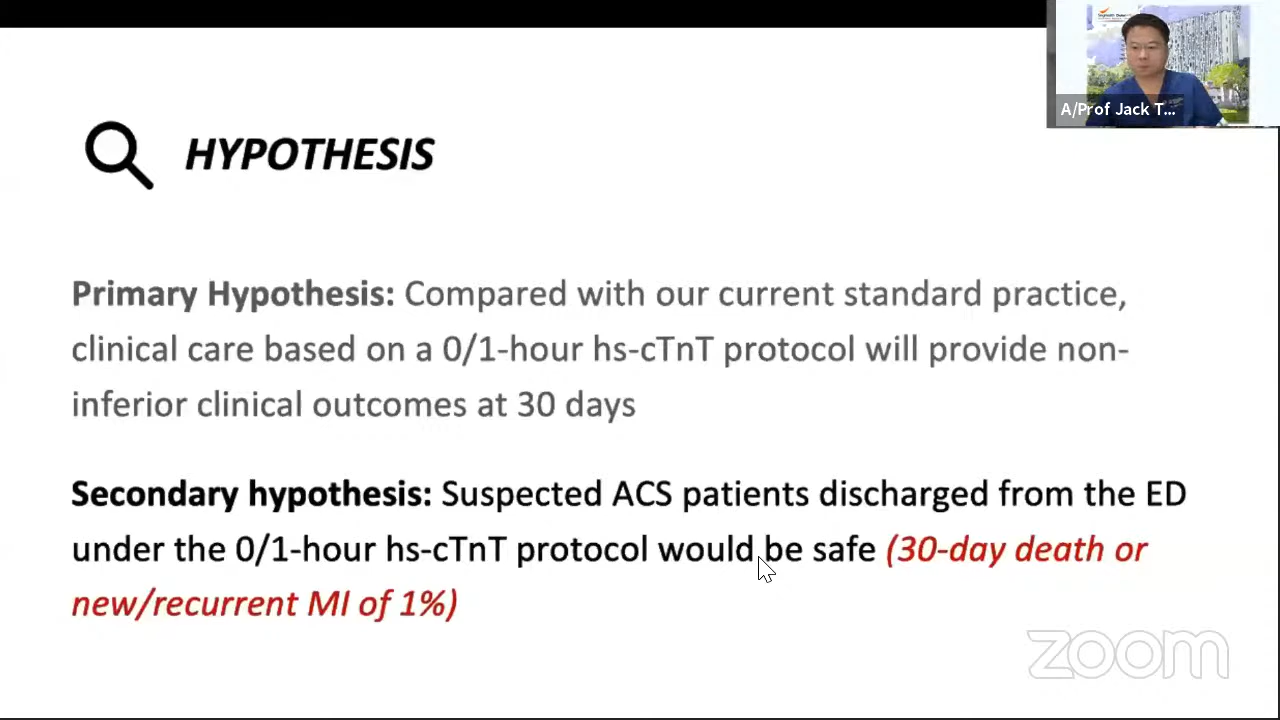 A/Prof Jack T...
HYPOTHESIS
Primary Hypothesis: Compared with our current standard practice,
clinical care based on a 0/1-hour hs-cTnT protocol will provide non-
inferior clinical outcomes at 30 days
Secondary hypothesis: Suspected ACS patients discharged from the ED
under the 0/1-hour hs-cTnT protocol would be safe (30-day death or
new/recurrent MI of 1%)
zoom